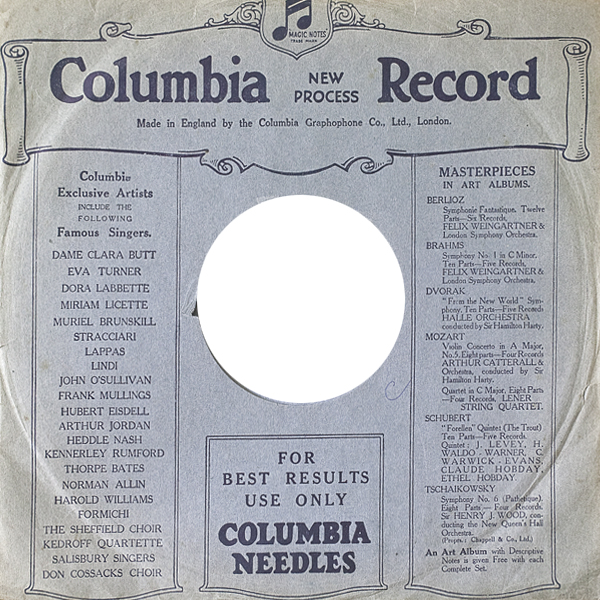 MAGIC NOTES
TRADE MARK
Columbia NEW PROCESS Record
Made in England by the Columbia Graphophone Co., Ltd., London.
Columbia
Exclusive Artists
INCLUDE THE
FOLLOWING
Famous Singers.
DAME CLARA BUTT
EVA TURNER
DORA LABBETTE
MIRIAM LICETTE
MURIEL BRUNSKILL
STRACCIARI
LAPPAS
LINDI
JOHN O'SULLIVAN
FRANK MULLINGS
HUBERT EISDELL
ARTHUR JORDAN
HEDDLE NASH
KENNERLEY RUMFORD
THORPE BATES
NORMAN ALLIN
HAROLD WILLIAMS
FORMICHI
THE SHEFFIELD CHOIR
KEDROFF QUARTETTE
SALISBURY SINGERS
DON COSSACKS CHOIR
FOR
BEST RESULTS
USE ONLY
COLUMBIA
NEEDLES
MASTERPIECES
IN ART ALBUMS.
BERLIOZ
Symphonie Fantastique. Twelve
Parts—Six Records,
FELIX WEINGARTNER &
London Symphony Orchestra.
BRAHMS
Symphony No. 1 in C Minor.
Ten Parts—Five Records,
FELIX WEINGARTNER &
London Symphony Orchestra.
DVORAK
"From the New World" Sym-
phony. Ten Parts—Five Records
HALLE ORCHESTRA
conducted by Sir Hamilton Harty.
MOZART
Violin Concerto in A Major,
No. 5. Eight parts—Four Records
ARTHUR CATTERALL &
Orchestra, conducted by Sir
Hamilton Harty.
Quartet in C Major, Eight Parts
—Four Records, LENER
STRING QUARTET.
SCHUBERT
"Forellen" Quintet (The Trout)
Ten Parts—Five Records.
Quintet: J. LEVEY, H.
WALDO-WARNER, C.
WARWICK-EVANS,
CLAUDE HOBDAY,
ETHEL HOBDAY.
TSCHAIKOWSKY
Symphony No. 6 (Pathetique).
Eight Parts—Four Records.
Sir HENRY J. WOOD, con-
ducting the New Queen's Hall
Orchestra.
(Propts.: Chappell & Co., Ltd.)
An Art Album with Descriptive
Notes is given Free with each
Complete Set.